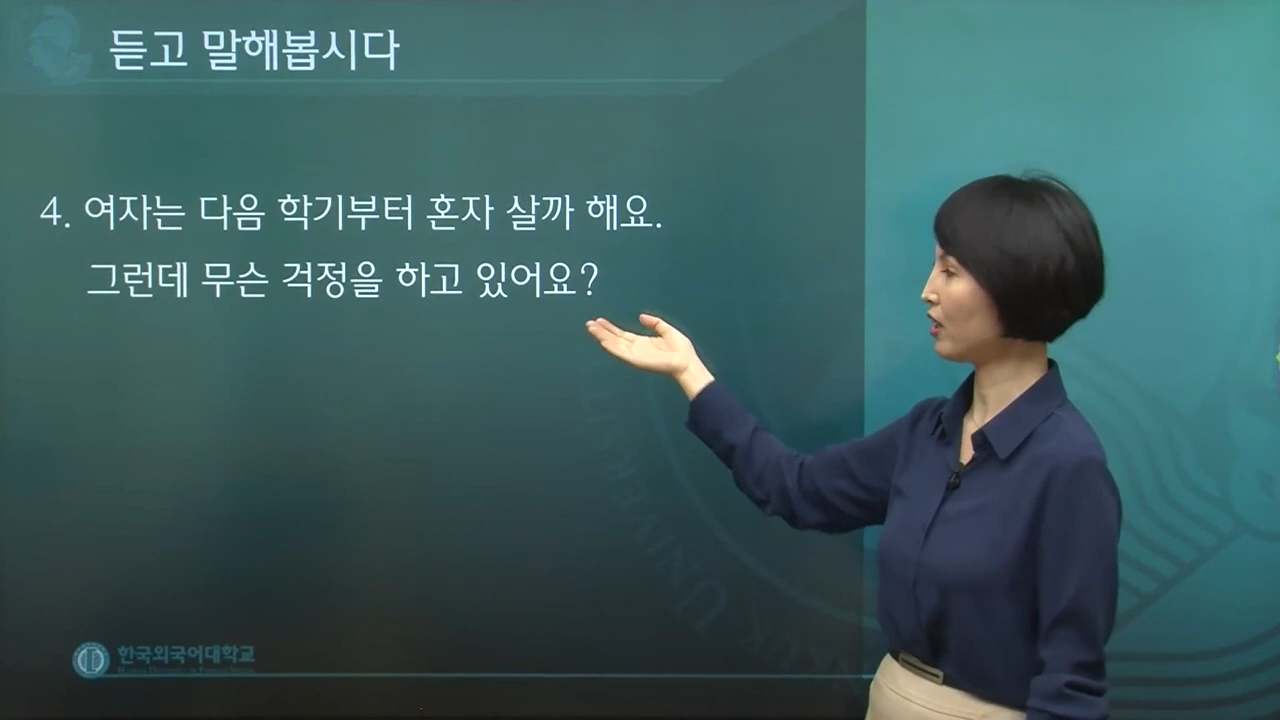 듣고 말해봅시다
4. 여자는 다음 학기부터 혼자 살까 해요.
그런데 무슨 걱정을 하고 있어요?
한국외국어대학교
UNIVERSITY